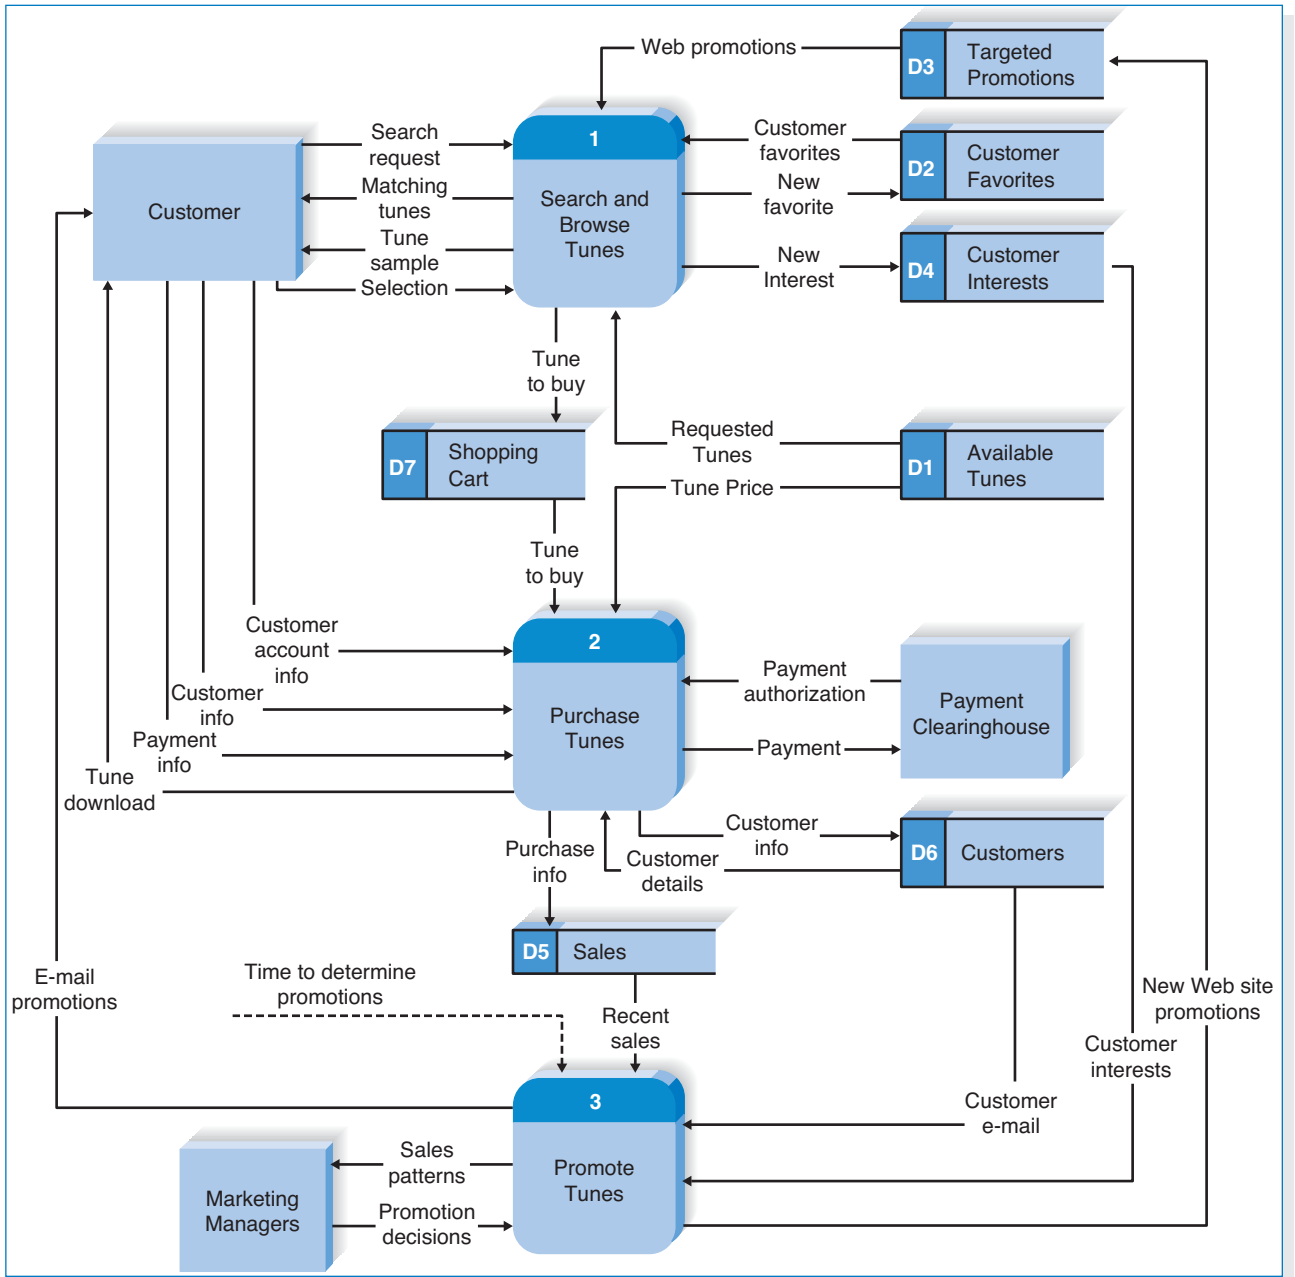 Web promotions
D3
Targeted
Promotions
Customer
Search
request
Matching
tunes
Tune
sample
Selection
1
Search and
Browse
Tunes
Customer
favorites
New
favorite
New
Interest
D2
Customer
Favorites
D4
Customer
Interests
Tune
to buy
D7
Shopping
Cart
Requested
Tunes
Tune Price
D1
Available
Tunes
Tune
to buy
Customer
account
info
Customer
info
Payment
info
Tune
download
2
Purchase
Tunes
Payment
authorization
Payment
Payment
Clearinghouse
Purchase
info
Customer
info
Customer
details
D6
Customers
D5
Sales
E-mail
promotions
Time to determine
promotions
Recent
sales
New Web site
promotions
Customer
interests
Customer
e-mail
3
Promote
Tunes
Sales
patterns
Promotion
decisions
Marketing
Managers